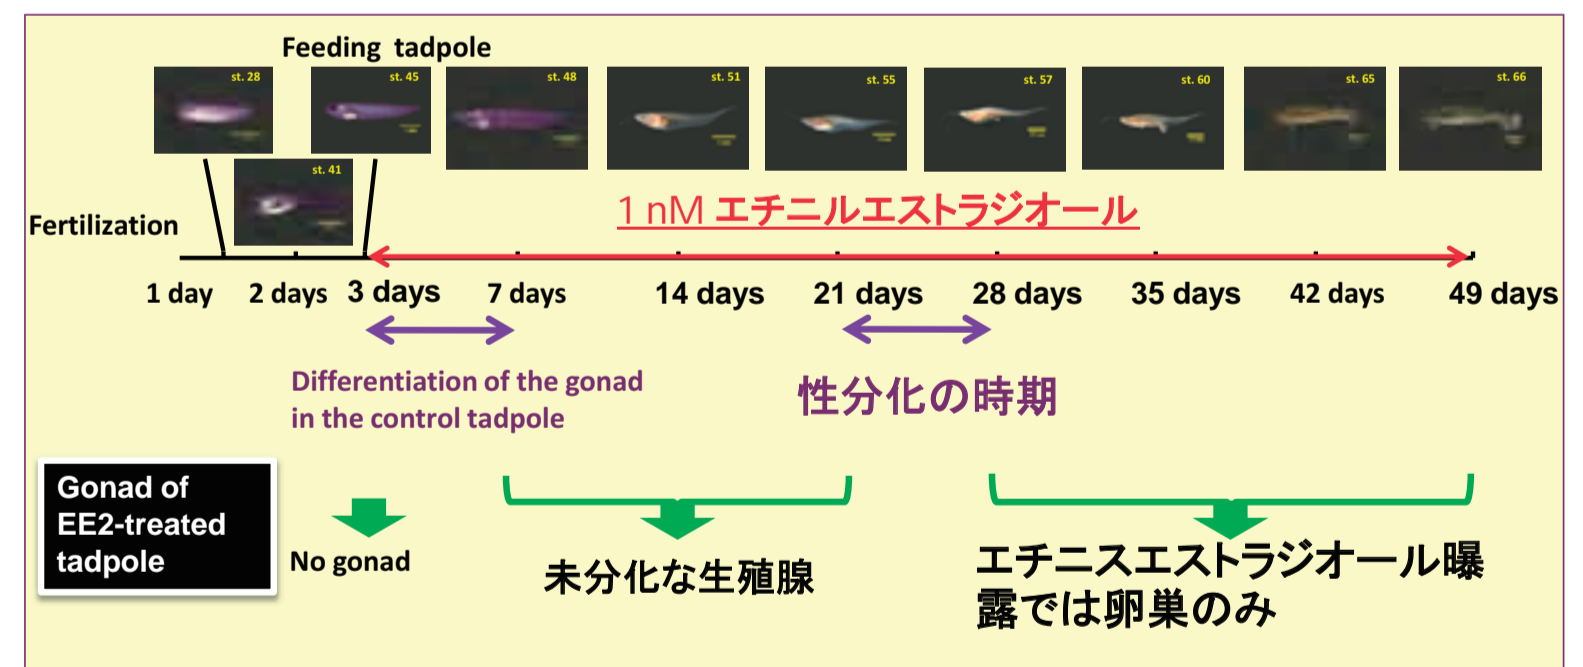 Feeding tadpole
st. 28
st. 45
st. 48
st. 51
st. 55
st. 57
st. 60
st. 65
st. 66
st. 41
1 nM エチニルエストラジオール
Fertilization
1 day 2 days 3 days 7 days 14 days 21 days 28 days 35 days 42 days 49 days
Differentiation of the gonad
in the control tadpole
性分化の時期
Gonad of
EE2-treated
tadpole
No gonad
未分化な生殖腺
エチニスエストラジオール曝
露では卵巣のみ